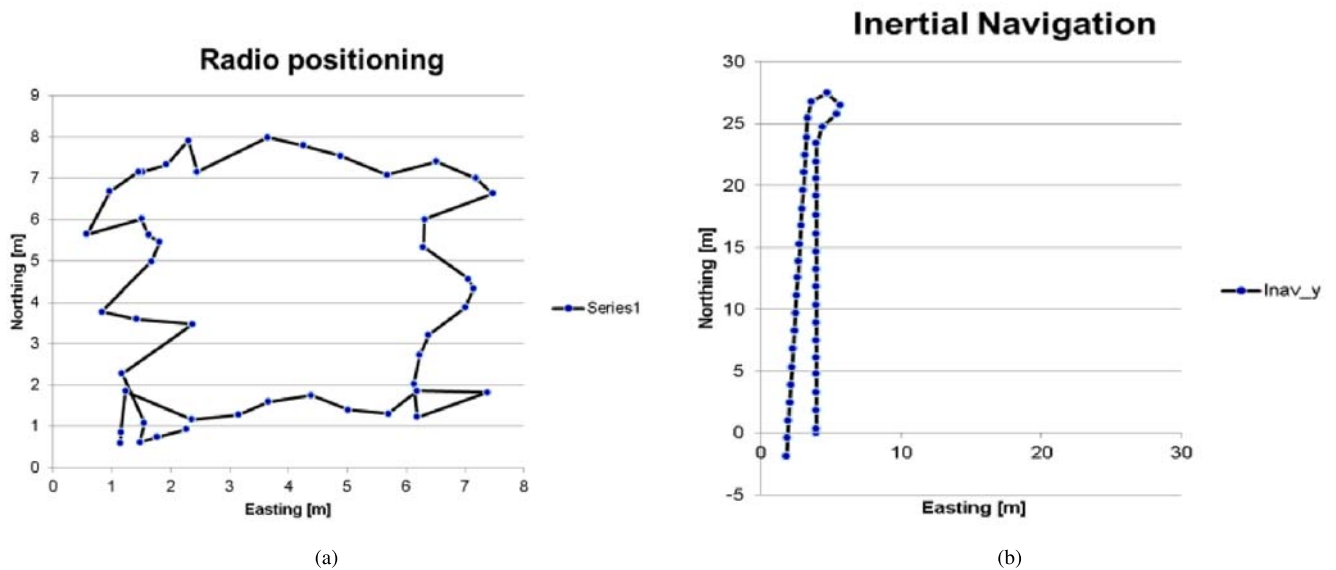 Radio positioning
9
8
7
6
5
4
3
2
1
0
Northing [m]
0 1 2 3 4 5 6 7 8
Easting [m]
Series1
(a)
Inertial Navigation
30
25
20
15
10
5
0
-5
Northing [m]
0 10 20 30
Easting [m]
Inav_y
(b)